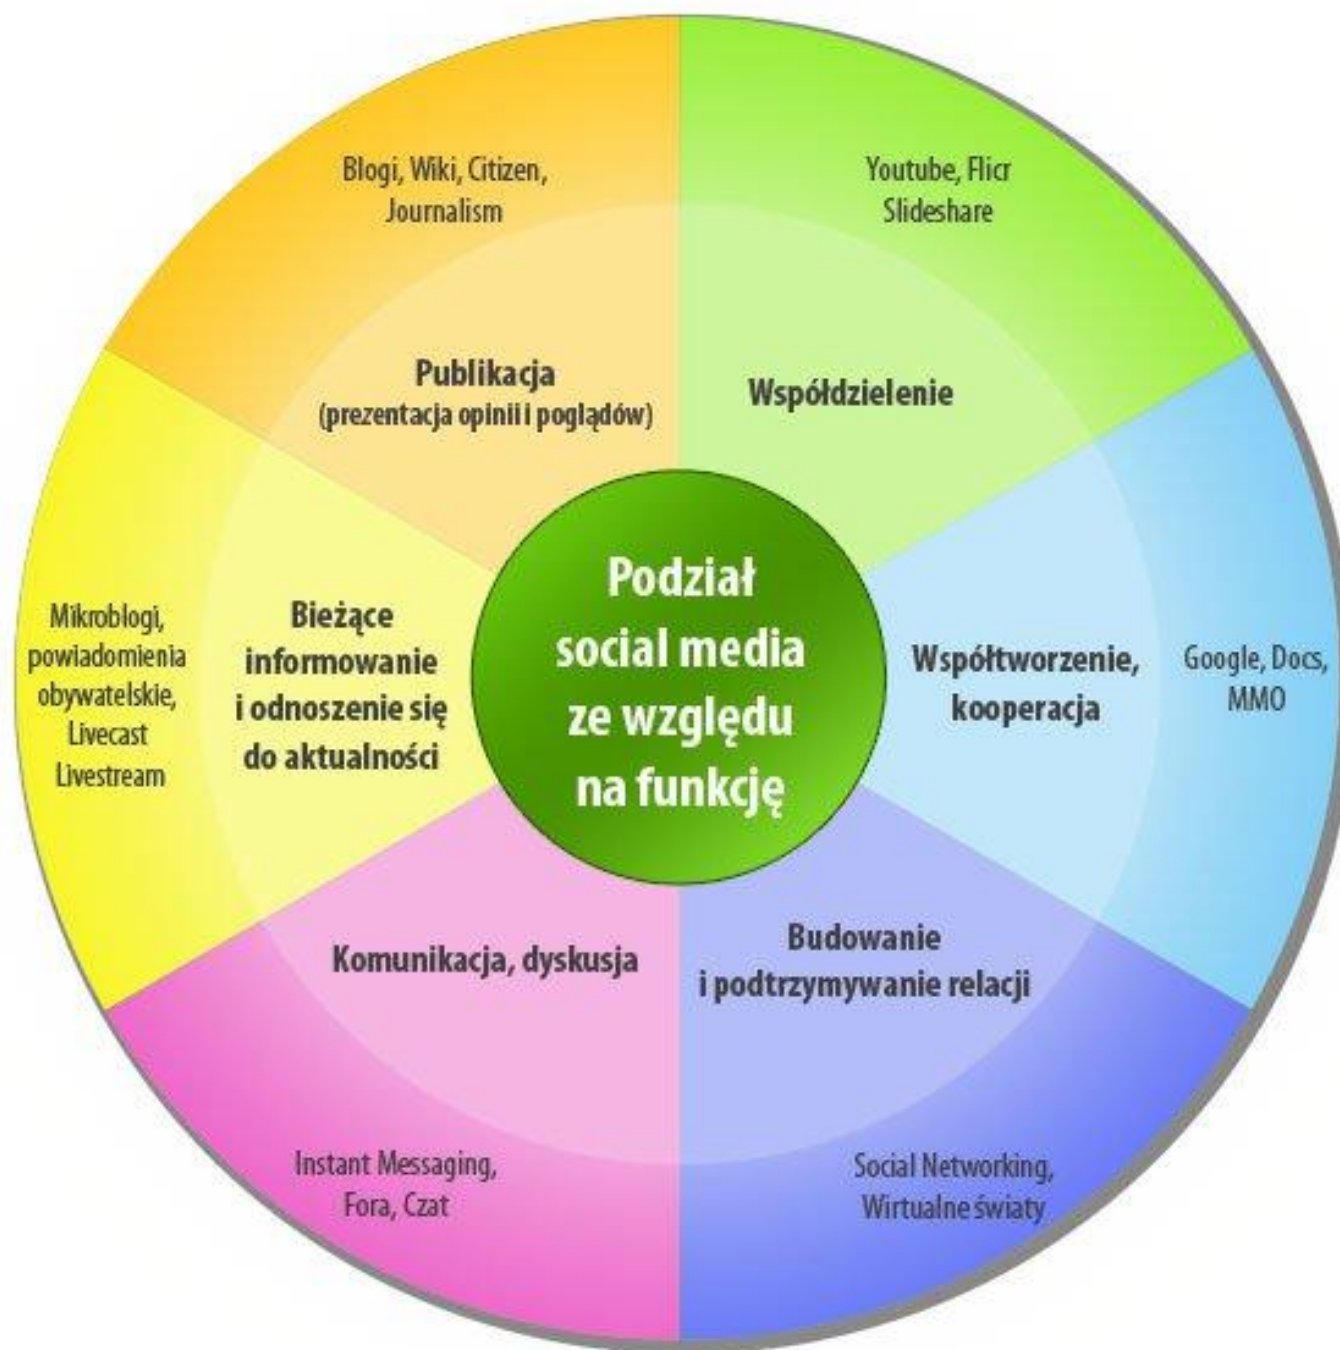 Blogi, Wiki, Citizen,
Journalism
Youtube, Flicr
Slideshare
Publikacja
(prezentacja opinii i poglądów)
Współdzielenie
Podział
social media
ze względu
na funkcję
Mikroblogi,
powiadomienia
obywatelskie,
Livecast
Livestream
Bieżące
informowanie
i odnoszenie się
do aktualności
Współtworzenie,
kooperacja
Google, Docs,
MMO
Komunikacja, dyskusja
Budowanie
i podtrzymywanie relacji
Instant Messaging,
Fora, Czat
Social Networking,
Wirtualne światy